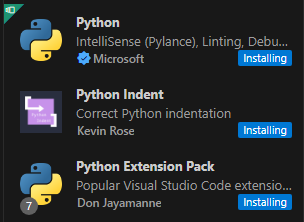 Python
IntelliSense (Pylance), Linting, Debu...
Microsoft
Installing
Python Indent
Correct Python indentation
Kevin Rose
Installing
Python Extension Pack
Popular Visual Studio Code extensio...
7
Don Jayamanne
Installing